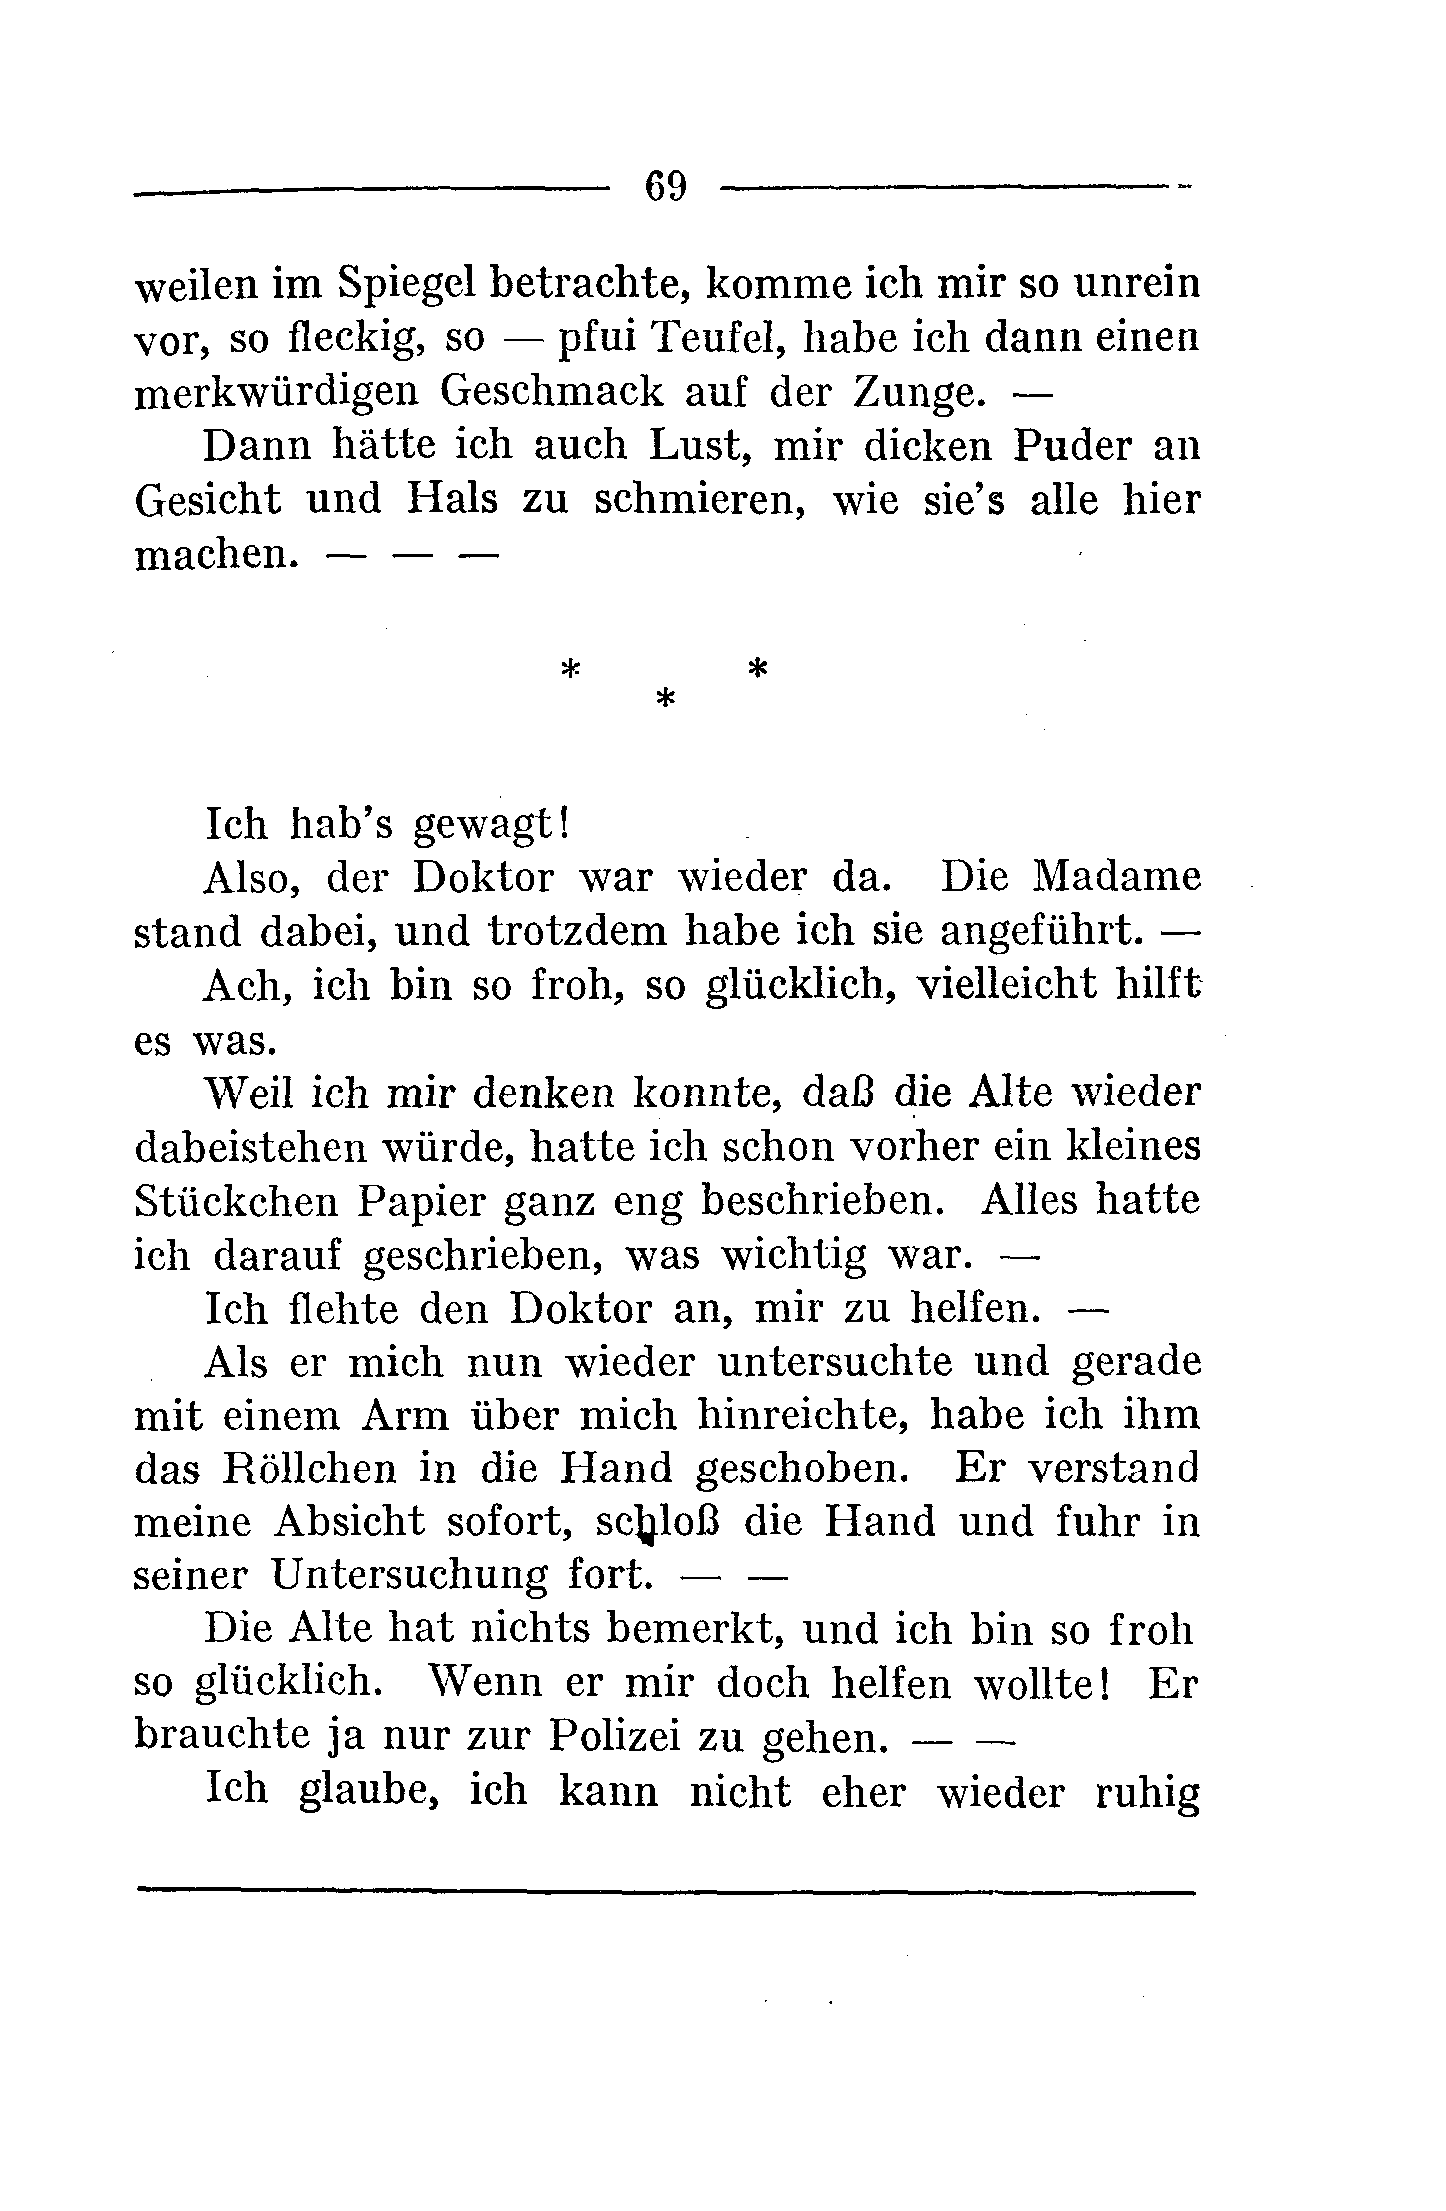 69
weilen im Spiegel betrachte, komme ich mir so unrein
vor, so fleckig, so — pfui Teufel, habe ich dann einen
merkwürdigen Geschmack auf der Zunge. —
Dann hätte ich auch Lust, mir dicken Puder an
Gesicht und Hals zu schmieren, wie sie's alle hier
machen. — — —
* *
*
Ich hab's gewagt!
Also, der Doktor war wieder da. Die Madame
stand dabei, und trotzdem habe ich sie angeführt. —
Ach, ich bin so froh, so glücklich, vielleicht hilft
es was.
Weil ich mir denken konnte, daß die Alte wieder
dabeistehen würde, hatte ich schon vorher ein kleines
Stückchen Papier ganz eng beschrieben. Alles hatte
ich darauf geschrieben, was wichtig war. —
Ich flehte den Doktor an, mir zu helfen. —
Als er mich nun wieder untersuchte und gerade
mit einem Arm über mich hinreichte, habe ich ihm
das Röllchen in die Hand geschoben. Er verstand
meine Absicht sofort, schloß die Hand und fuhr in
seiner Untersuchung fort. — —
Die Alte hat nichts bemerkt, und ich bin so froh
so glücklich. Wenn er mir doch helfen wollte! Er
brauchte ja nur zur Polizei zu gehen. — —
Ich glaube, ich kann nicht eher wieder ruhig